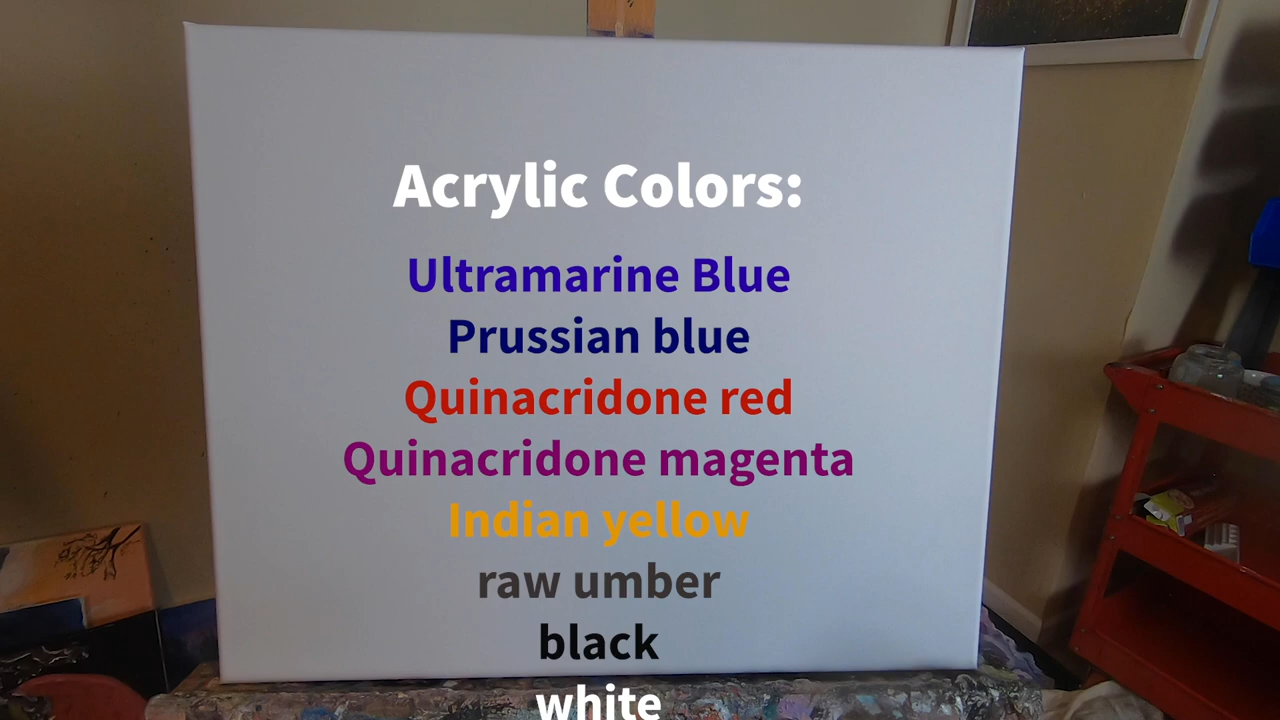 Acrylic Colors:
Ultramarine Blue
Prussian blue
Quinacridone red
Quinacridone magenta
Indian yellow
raw umber
black
white